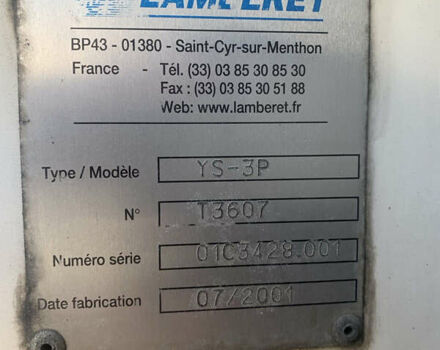 LAMBERET
BP43 - 01380 - Saint-Cyr-sur-Menthon
France - Tél. (33) 03 85 30 85 30
Fax : (33) 03 85 30 51 88
Web: www.lamberet.fr
Type / Modèle YS-3P
N° T3607
Numéro série 01C3428.001
Date fabrication 07/2001